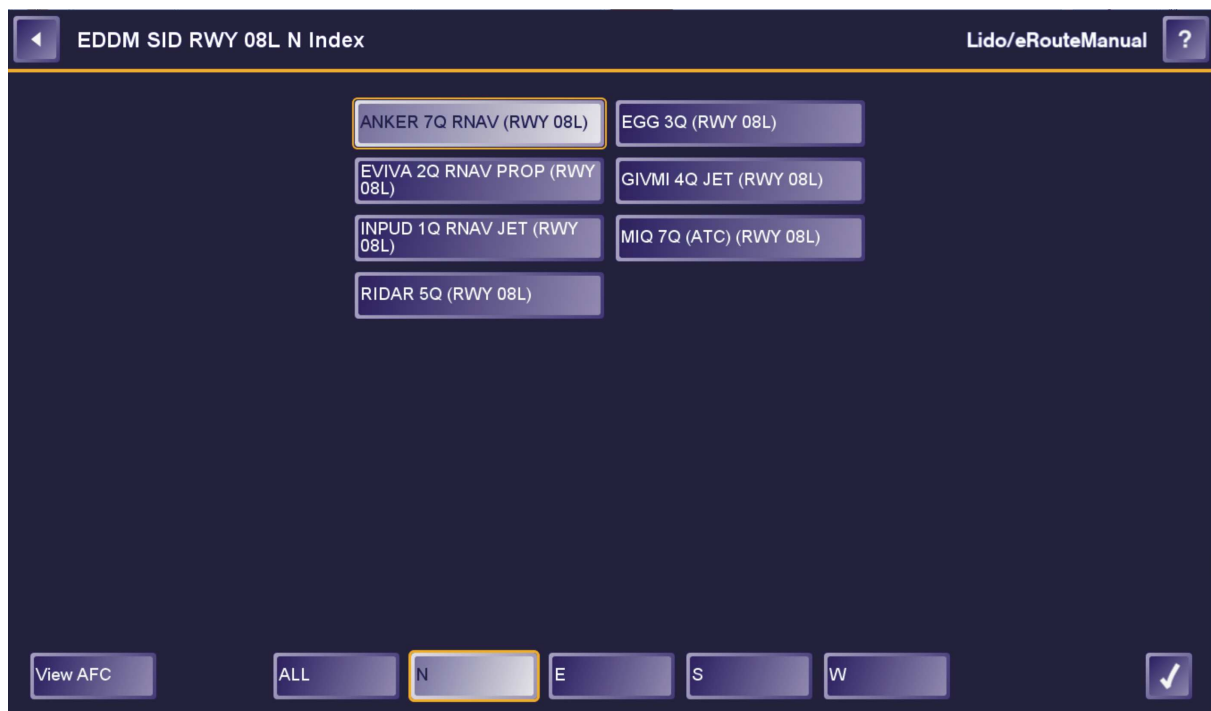 EDDM SID RWY 08L N Index
Lido/eRouteManual
?
ANKER 7Q RNAV (RWY 08L)
EGG 3Q (RWY 08L)
EVIVA 2Q RNAV PROP (RWY
08L)
GIVMI 4Q JET (RWY 08L)
INPUD 1Q RNAV JET (RWY
08L)
MIQ 7Q (ATC) (RWY 08L)
RIDAR 5Q (RWY 08L)
View AFC
ALL
N
E
S
W